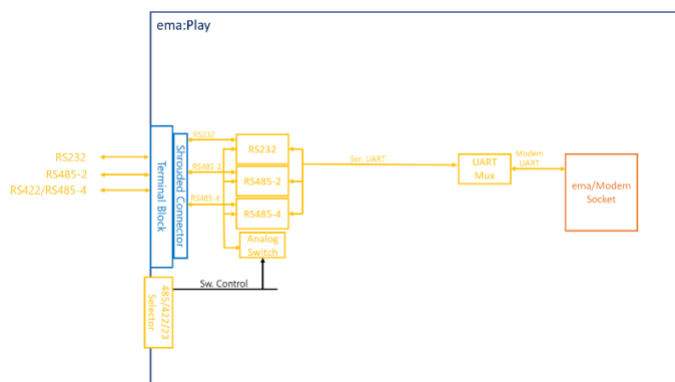 ema:Play
RS232
RS485-2
RS422/RS485-4
Terminal Block
Shrouded Connector
RS232
RS485-2
RS485-4
RS232
RS485-2
RS485-4
Analog
Switch
Ser. UART
UART
Mux
Modem
UART
ema/Modem
Socket
Sw. Control
485/422/23
Selector